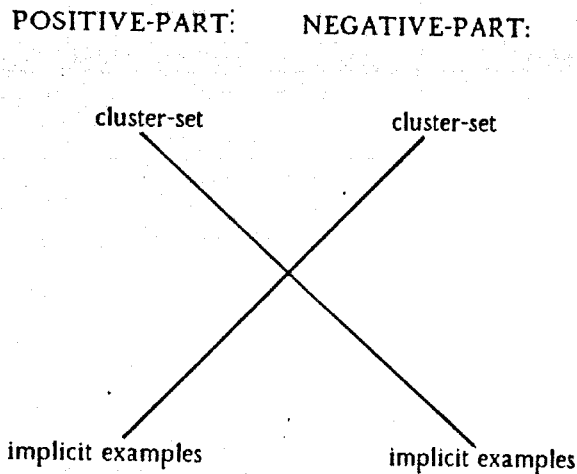 POSITIVE-PART: NEGATIVE-PART:
cluster-set cluster-set
implicit examples implicit examples